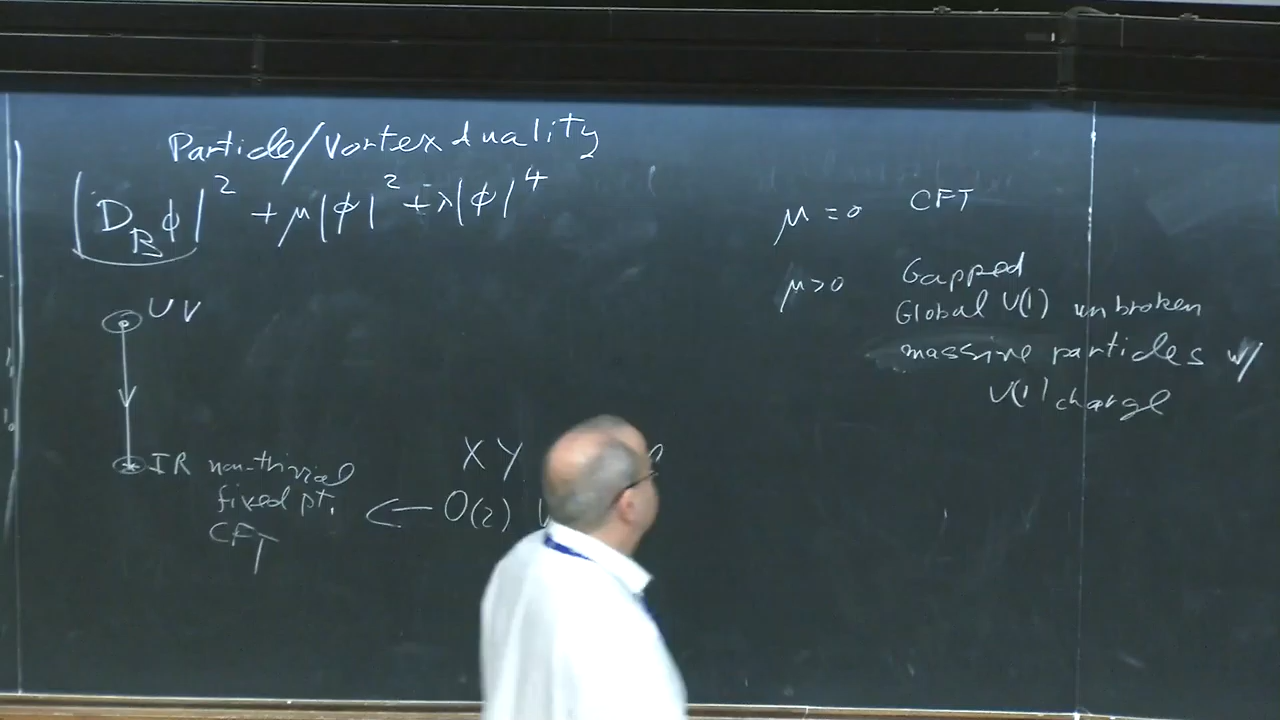 Particle/Vortex duality
|D_B φ|² + μ|φ|² + λ|φ|⁴
UV
IR non-trivial
fixed pt.
CFT
XY
← O(2) W
μ = 0 CFT
μ > 0 Gapped
Global U(1) unbroken
massive particles w/
U(1) charge